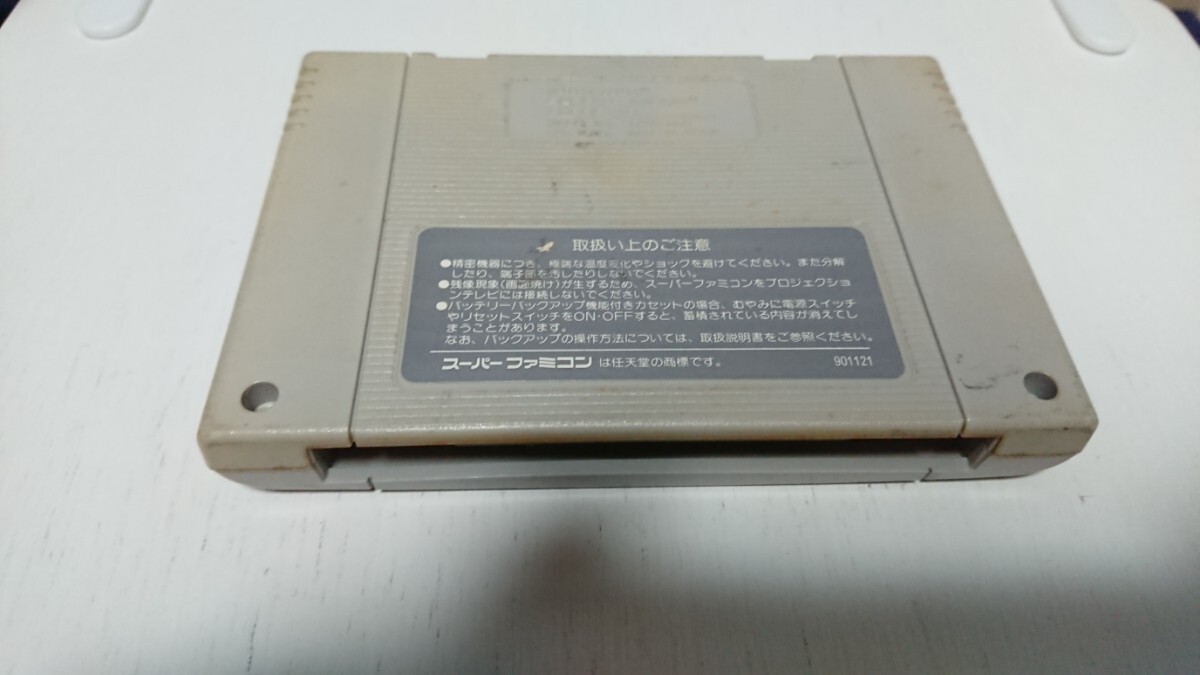 取扱い上のご注意
●精密機器につき、極端な温度変化やショックを避けてください。また分解
したり、端子部を汚したりしないでください。
●残像現象(画面焼け)が生ずるため、スーパーファミコンをプロジェクショ
ンテレビには接続しないでください。
●バッテリーバックアップ機能付きカセットの場合、むやみに電源スイッチ
やリセットスイッチをON・OFFすると、蓄積されている内容が消えてし
まうことがあります。
なお、バックアップの操作方法については、取扱説明書をご参照ください。
スーパーファミコン は任天堂の商標です。 901121